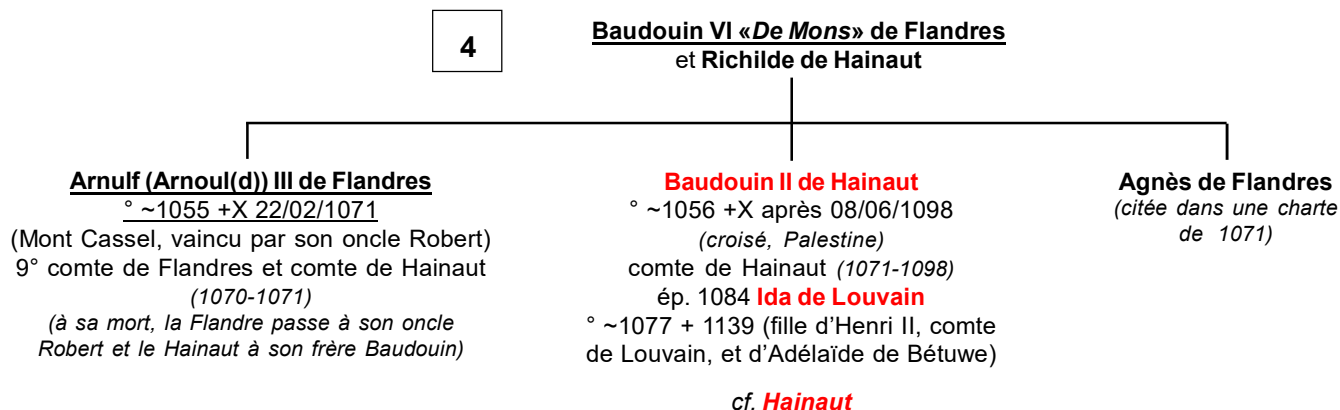 4
Baudouin VI «De Mons» de Flandres
et Richilde de Hainaut
Arnulf (Arnoul(d)) III de Flandres
° ~1055 +X 22/02/1071
(Mont Cassel, vaincu par son oncle Robert)
9° comte de Flandres et comte de Hainaut
(1070-1071)
(à sa mort, la Flandre passe à son oncle
Robert et le Hainaut à son frère Baudouin)
Baudouin II de Hainaut
° ~1056 +X après 08/06/1098
(croisé, Palestine)
comte de Hainaut (1071-1098)
ép. 1084 Ida de Louvain
° ~1077 + 1139 (fille d’Henri II, comte
de Louvain, et d’Adélaïde de Bétuwe)
cf. Hainaut
Agnès de Flandres
(citée dans une charte
de 1071)